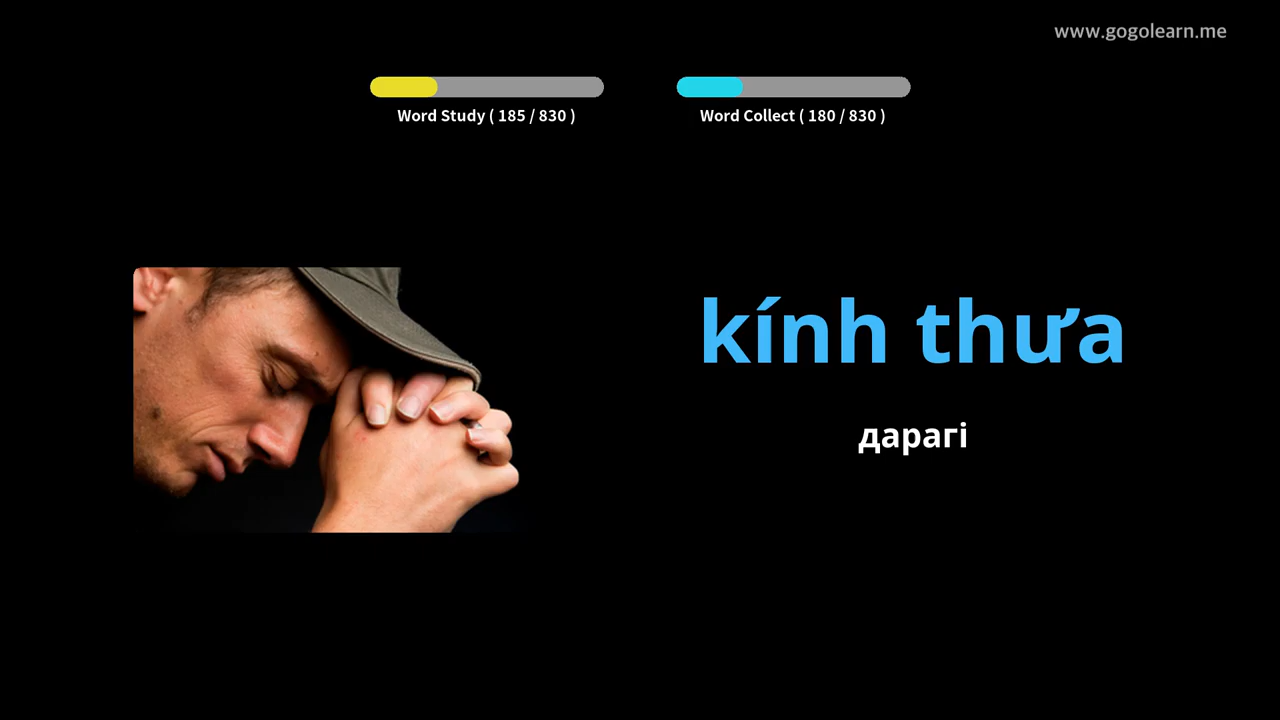 www.gogolearn.me
Word Study ( 185 / 830 )
Word Collect ( 180 / 830 )
kính thưa
дарагі